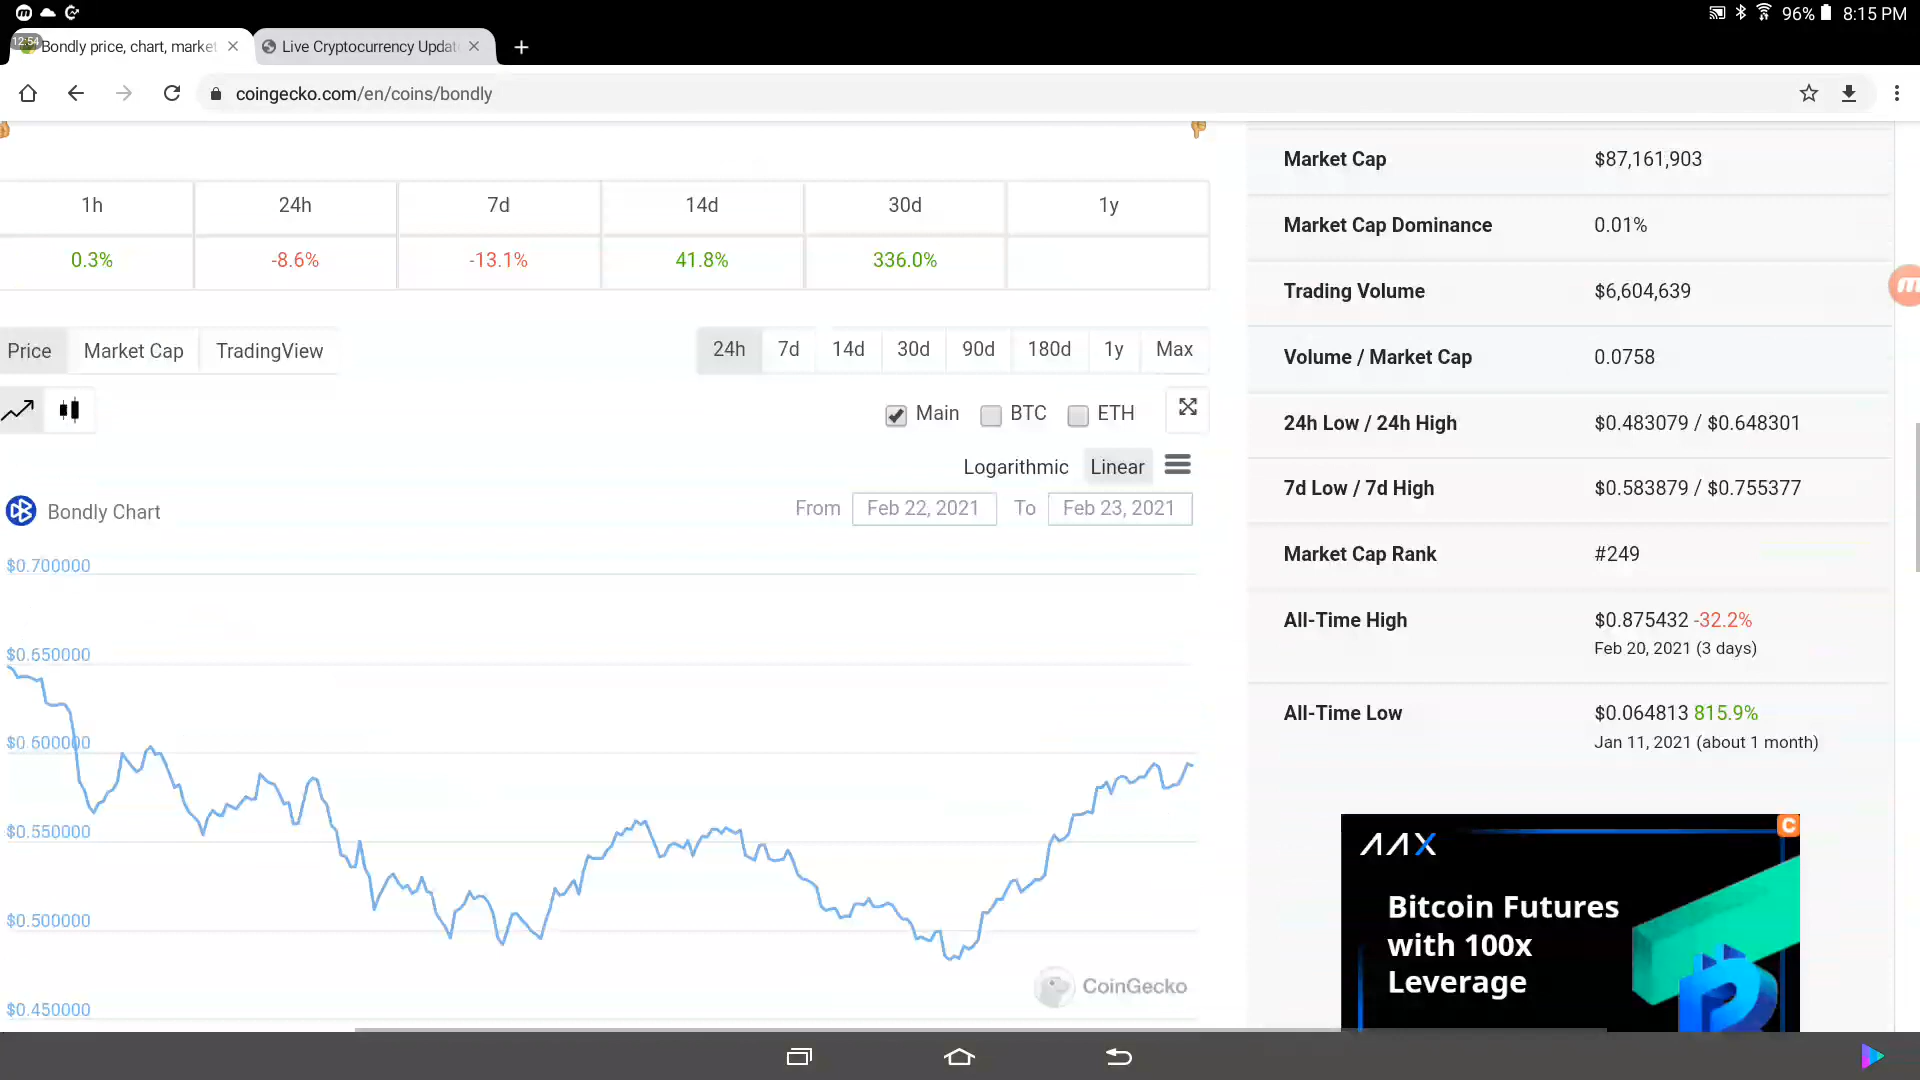 96% 8:15 PM
12:54
Bondly price, chart, market
Live Cryptocurrency Updat
coingecko.com/en/coins/bondly
1h 24h 7d 14d 30d 1y
0.3% -8.6% -13.1% 41.8% 336.0%
Price Market Cap TradingView
24h 7d 14d 30d 90d 180d 1y Max
Main BTC ETH
Logarithmic Linear
Bondly Chart
From Feb 22, 2021 To Feb 23, 2021
$0.700000
$0.650000
$0.600000
$0.550000
$0.500000
$0.450000
CoinGecko
Market Cap $87,161,903
Market Cap Dominance 0.01%
Trading Volume $6,604,639
Volume / Market Cap 0.0758
24h Low / 24h High $0.483079 / $0.648301
7d Low / 7d High $0.583879 / $0.755377
Market Cap Rank #249
All-Time High $0.875432 -32.2%
Feb 20, 2021 (3 days)
All-Time Low $0.064813 815.9%
Jan 11, 2021 (about 1 month)
AAX
Bitcoin Futures
with 100x
Leverage